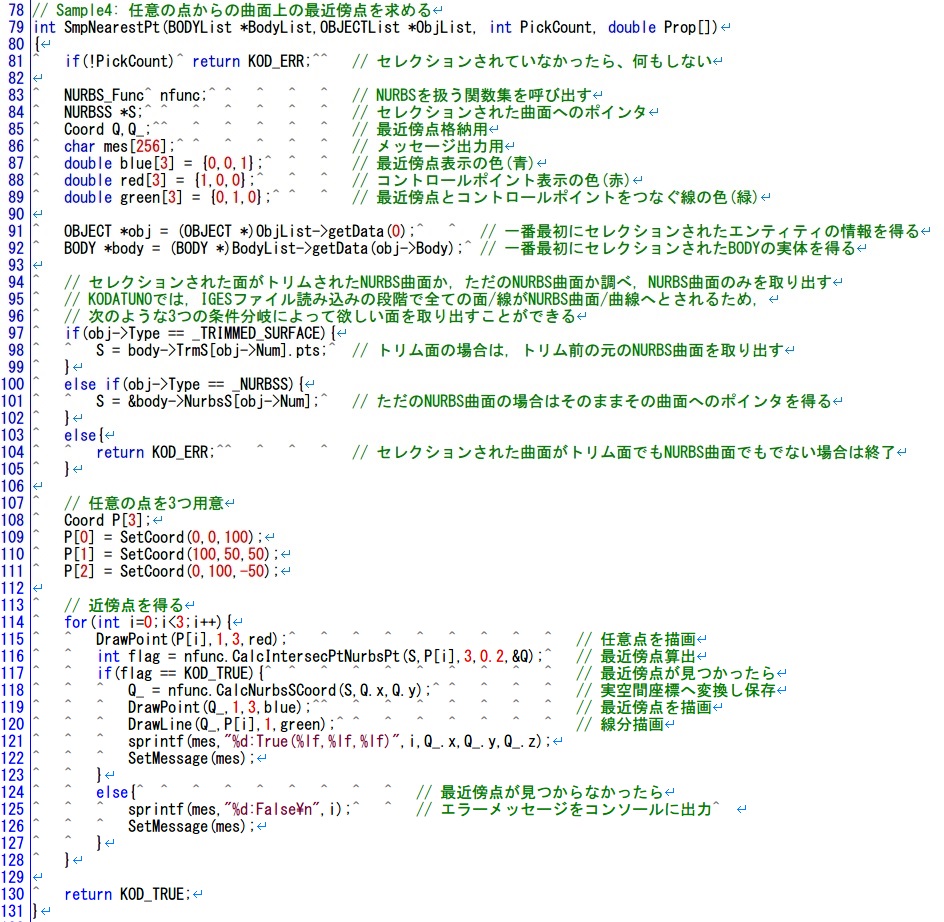 78 // Sample4: 任意の点からの曲面上の最近傍点を求める↵
79 int SmpNearestPt(BODYList *BodyList,OBJECTList *ObjList, int PickCount, double Prop[])↵
80 {↵
81 ^ if(!PickCount)^ return KOD_ERR;^^ // セレクションされていなかったら、何もしない↵
82 ↵
83 ^ NURBS_Func^ nfunc;^ ^ ^ ^ ^ // NURBSを扱う関数集を呼び出す↵
84 ^ NURBSS *S;^ ^ ^ ^ ^ ^ // セレクションされた曲面へのポインタ↵
85 ^ Coord Q,Q_;^^ ^ ^ ^ ^ // 最近傍点格納用↵
86 ^ char mes[256];^ ^ ^ ^ ^ // メッセージ出力用↵
87 ^ double blue[3] = {0,0,1};^ ^ ^ // 最近傍点表示の色(青)↵
88 ^ double red[3] = {1,0,0};^ ^ ^ // コントロールポイント表示の色(赤)↵
89 ^ double green[3] = {0,1,0};^ ^ ^ // 最近傍点とコントロールポイントをつなぐ線の色(緑)↵
90 ↵
91 ^ OBJECT *obj = (OBJECT *)ObjList->getData(0);^ ^ // 一番最初にセレクションされたエンティティの情報を得る↵
92 ^ BODY *body = (BODY *)BodyList->getData(obj->Body);^ // 一番最初にセレクションされたBODYの実体を得る↵
93 ↵
94 ^ // セレクションされた面がトリムされたNURBS曲面か，ただのNURBS曲面か調べ，NURBS曲面のみを取り出す↵
95 ^ // KODATUNOでは，IGESファイル読み込みの段階で全ての面/線がNURBS曲面/曲線へとされるため，↵
96 ^ // 次のような3つの条件分岐によって欲しい面を取り出すことができる↵
97 ^ if(obj->Type == _TRIMMED_SURFACE){↵
98 ^ ^ S = body->TrmS[obj->Num].pts;^ // トリム面の場合は，トリム前の元のNURBS曲面を取り出す↵
99 ^ }↵
100 ^ else if(obj->Type == _NURBSS){↵
101 ^ ^ S = &body->NurbsS[obj->Num];^ // ただのNURBS曲面の場合はそのままその曲面へのポインタを得る↵
102 ^ }↵
103 ^ else{↵
104 ^ ^ return KOD_ERR;^^ ^ ^ ^ // セレクションされた曲面がトリム面でもNURBS曲面でもでない場合は終了↵
105 ^ }↵
106 ↵
107 ^ // 任意の点を3つ用意↵
108 ^ Coord P[3];↵
109 ^ P[0] = SetCoord(0,0,100);↵
110 ^ P[1] = SetCoord(100,50,50);↵
111 ^ P[2] = SetCoord(0,100,-50);↵
112 ↵
113 ^ // 近傍点を得る↵
114 ^ for(int i=0;i<3;i++){↵
115 ^ ^ DrawPoint(P[i],1,3,red);^ ^ ^ ^ ^ ^ ^ ^ ^ // 任意点を描画↵
116 ^ ^ int flag = nfunc.CalcIntersecPtNurbsPt(S,P[i],3,0.2,&Q);^ ^ // 最近傍点算出↵
117 ^ ^ if(flag == KOD_TRUE){^ ^ ^ ^ ^ ^ ^ ^ ^ ^ // 最近傍点が見つかったら↵
118 ^ ^ ^ Q_ = nfunc.CalcNurbsSCoord(S,Q.x,Q.y);^ ^ ^ ^ ^ // 実空間座標へ変換し保存↵
119 ^ ^ ^ DrawPoint(Q_,1,3,blue);^^ ^ ^ ^ ^ ^ ^ ^ // 最近傍点を描画↵
120 ^ ^ ^ DrawLine(Q_,P[i],1,green);^ ^ ^ ^ ^ ^ ^ ^ // 線分描画↵
121 ^ ^ ^ sprintf(mes,"%d:True(%lf,%lf,%lf)",i,Q_.x,Q_.y,Q_.z);↵
122 ^ ^ ^ SetMessage(mes);↵
123 ^ ^ }↵
124 ^ ^ else{^ ^ ^ ^ ^ ^ ^ ^ ^ // 最近傍点が見つからなかったら↵
125 ^ ^ ^ sprintf(mes,"%d:False¥n",i);^ ^ // エラーメッセージをコンソールに出力^ ↵
126 ^ ^ ^ SetMessage(mes);↵
127 ^ ^ }↵
128 ^ }↵
129 ↵
130 ^ return KOD_TRUE;↵
131 }↵